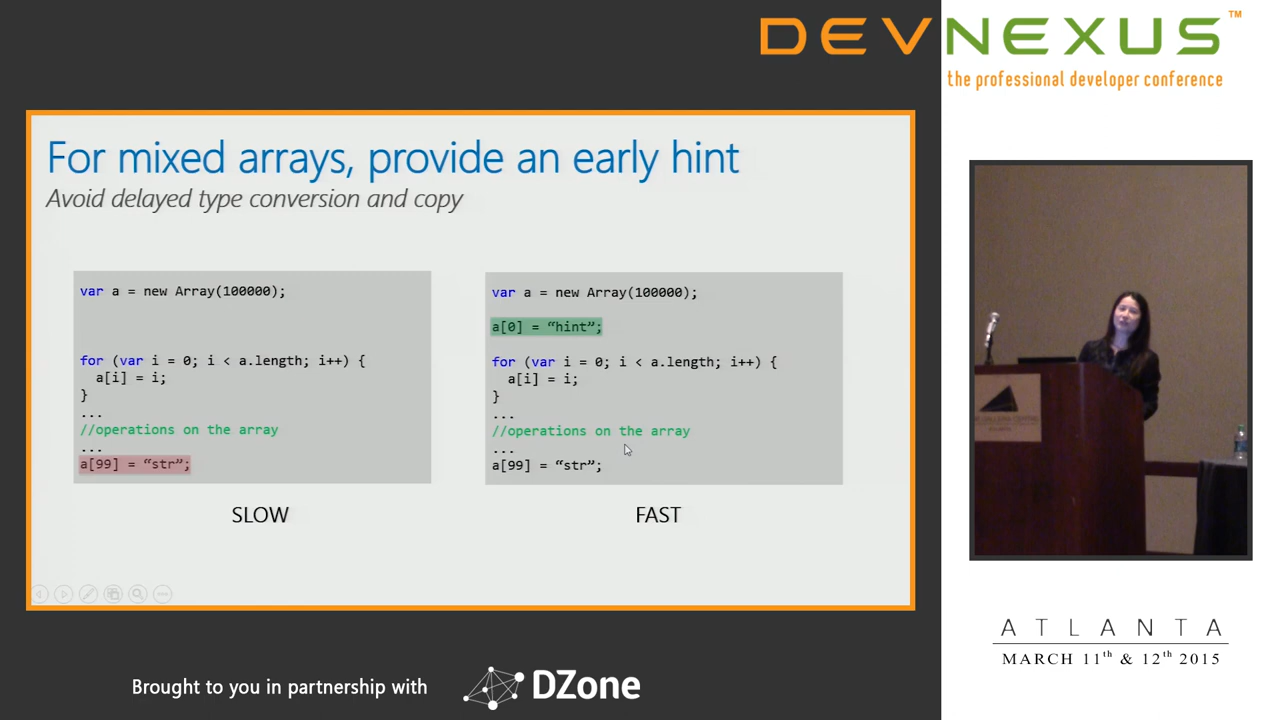 DEVNEXUS™
the professional developer conference
For mixed arrays, provide an early hint
Avoid delayed type conversion and copy
var a = new Array(100000);
for (var i = 0; i < a.length; i++) {
a[i] = i;
}
...
//operations on the array
...
a[99] = “str”;
SLOW
var a = new Array(100000);
a[0] = “hint”;
for (var i = 0; i < a.length; i++) {
a[i] = i;
}
...
//operations on the array
...
a[99] = “str”;
FAST
ATLANTA
MARCH 11th & 12th 2015
Brought to you in partnership with
DZone